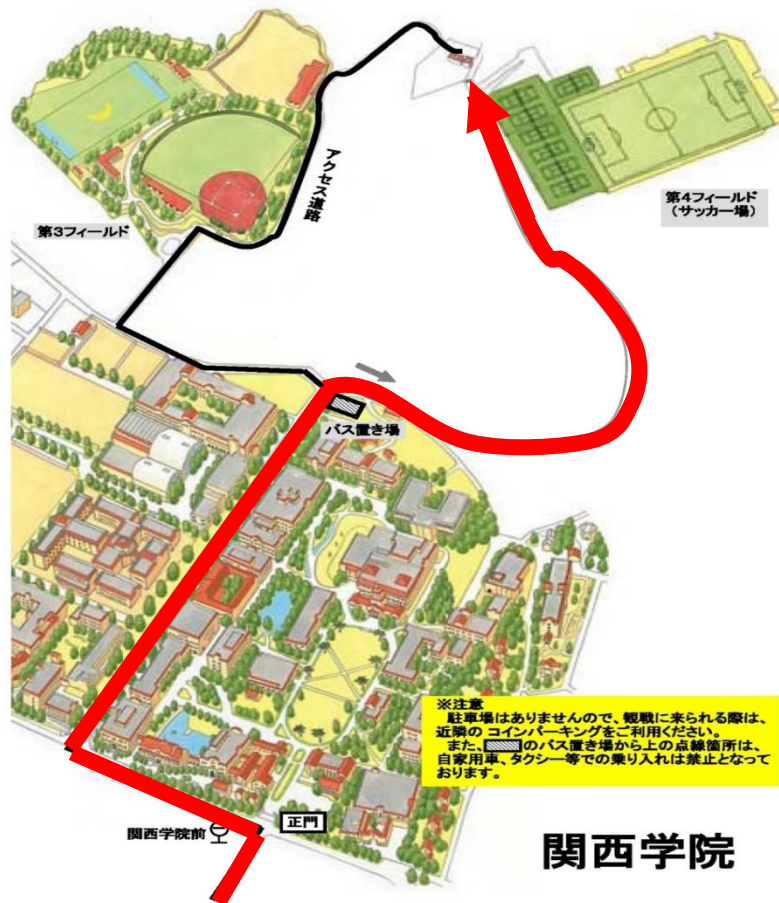 アクセス道路
第3フィールド
第4フィールド
(サッカー場)
バス置き場
※注意
駐車場はありませんので、観戦に来られる際は、
近隣の コインパーキングをご利用ください。
また、のバス置き場から上の点線箇所は、
自家用車、タクシー等での乗り入れは禁止となって
おります。
関西学院前
正門
関西学院